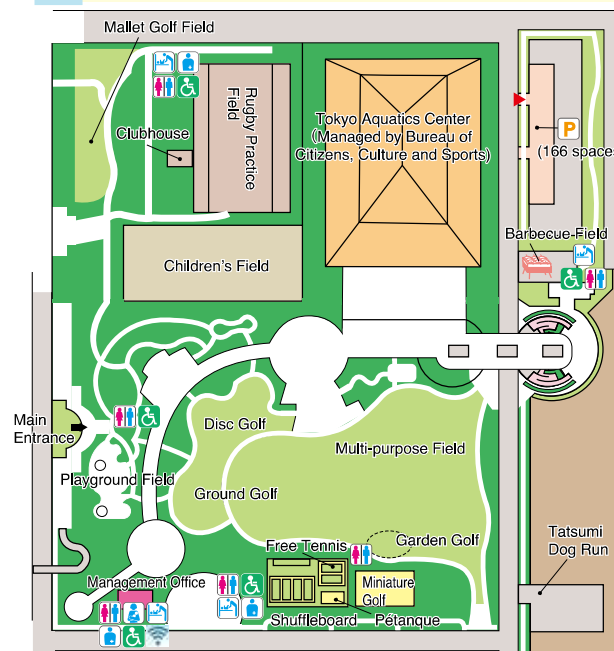 Mallet Golf Field
Clubhouse
Rugby Practice
Field
Tokyo Aquatics Center
(Managed by Bureau of
Citizens, Culture and Sports)
P
(166 spaces
Barbecue Field
Children's Field
Main
Entrance
Disc Golf
Multi-purpose Field
Playground Field
Ground Golf
Free Tennis
Garden Golf
Tatsumi
Dog Run
Management Office
Miniature
Golf
Shuffleboard
Pétanque